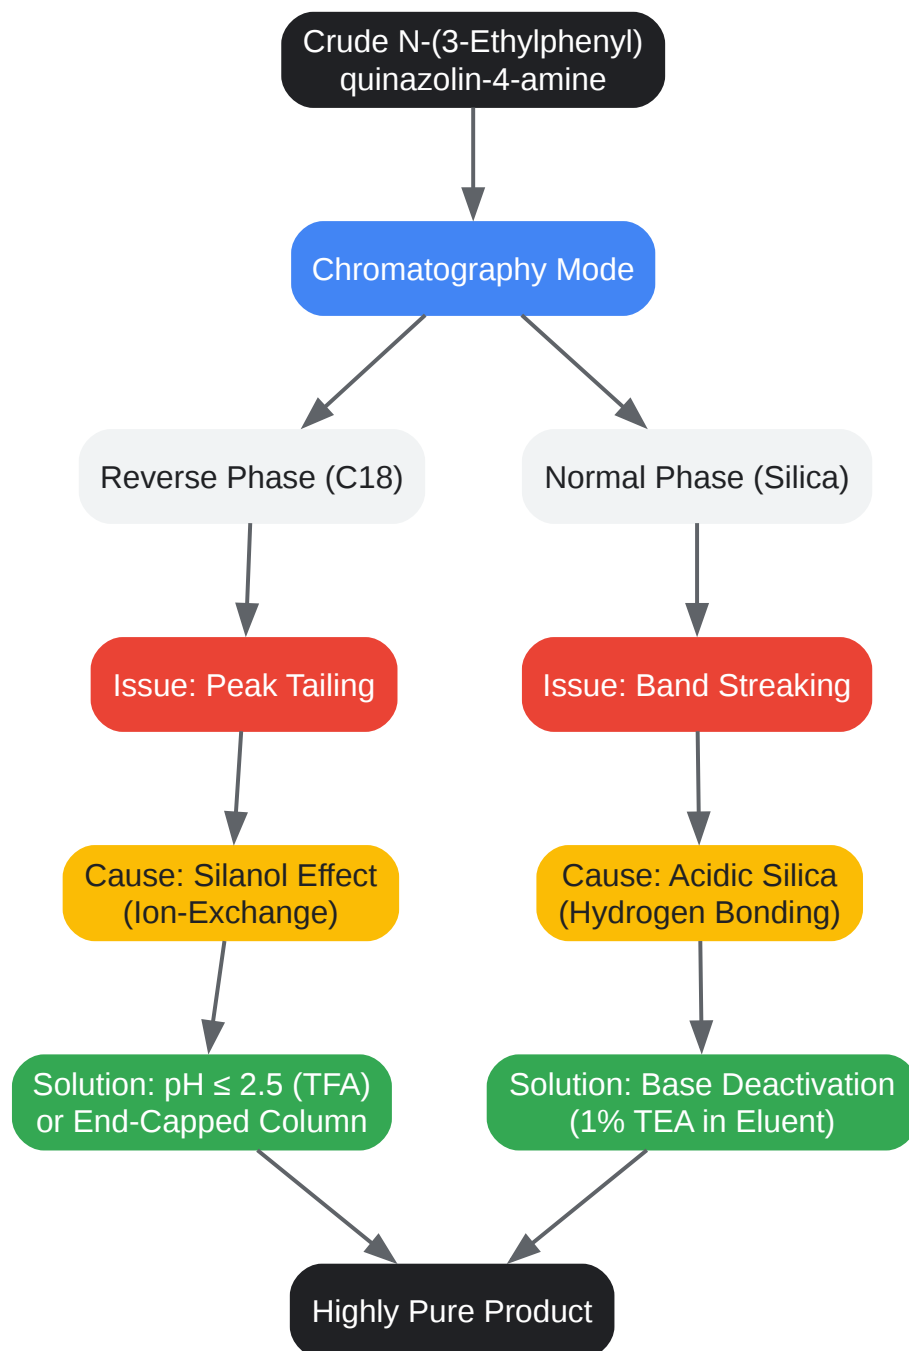 Crude N-(3-Ethylphenyl)
quinazolin-4-amine
Chromatography Mode
Reverse Phase (C18)
Normal Phase (Silica)
Issue: Peak Tailing
Issue: Band Streaking
Cause: Silanol Effect
(Ion-Exchange)
Cause: Acidic Silica
(Hydrogen Bonding)
Solution: pH ≤ 2.5 (TFA)
or End-Capped Column
Solution: Base Deactivation
(1% TEA in Eluent)
Highly Pure Product